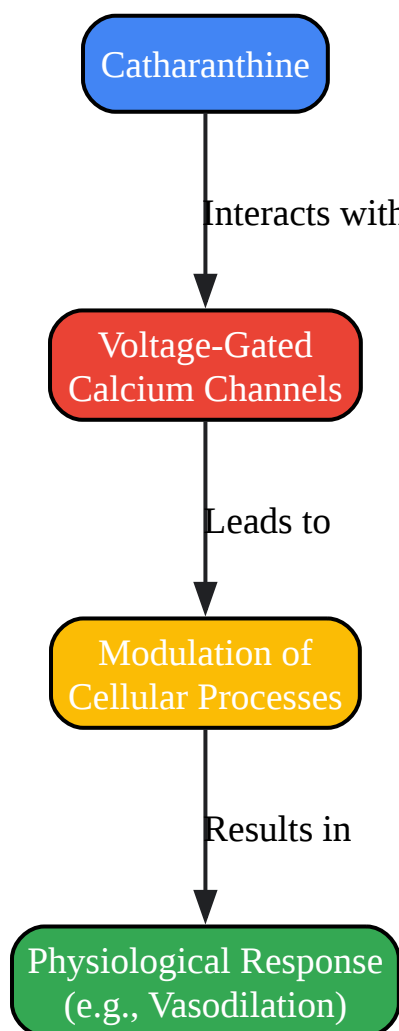 Catharanthine
Interacts with
Voltage-Gated
Calcium Channels
Leads to
Modulation of
Cellular Processes
Results in
Physiological Response
(e.g., Vasodilation)